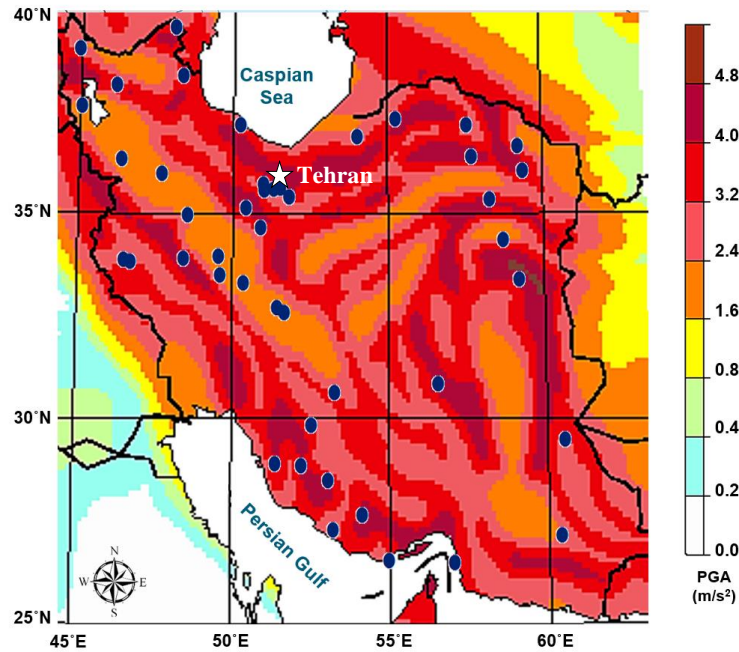 40˚N
Caspian
Sea
Tehran
35˚N
30˚N
Persian Gulf
N
W E
S
25˚N
45˚E 50˚E 55˚E 60˚E
4.8
4.0
3.2
2.4
1.6
0.8
0.4
0.2
0.0
PGA
(m/s²)